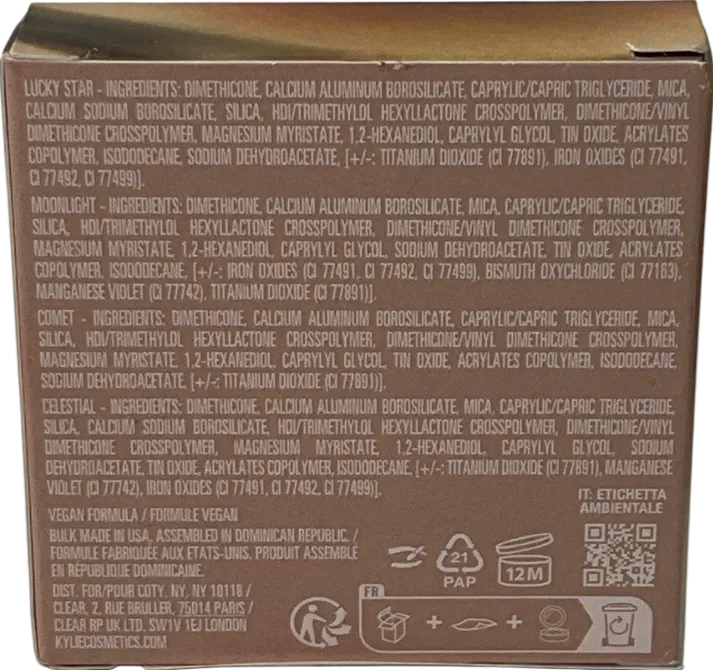 LUCKY STAR - INGREDIENTS: DIMETHICONE, CALCIUM ALUMINUM BOROSILICATE, CAPRYLIC/CAPRIC TRIGLYCERIDE, MICA,
CALCIUM SODIUM BOROSILICATE, SILICA, HDI/TRIMETHYLOL HEXYLLACTONE CROSSPOLYMER, DIMETHICONE/VINYL
DIMETHICONE CROSSPOLYMER, MAGNESIUM MYRISTATE, 1,2-HEXANEDIOL, CAPRYLYL GLYCOL, TIN OXIDE, ACRYLATES
COPOLYMER, ISODODECANE, SODIUM DEHYDROACETATE, [+/-: TITANIUM DIOXIDE (CI 77891), IRON OXIDES (CI 77491,
CI 77492, CI 77499)].
MOONLIGHT - INGREDIENTS: DIMETHICONE, CALCIUM ALUMINUM BOROSILICATE, MICA, CAPRYLIC/CAPRIC TRIGLYCERIDE,
SILICA, HDI/TRIMETHYLOL HEXYLLACTONE CROSSPOLYMER, DIMETHICONE/VINYL DIMETHICONE CROSSPOLYMER,
MAGNESIUM MYRISTATE, 1,2-HEXANEDIOL, CAPRYLYL GLYCOL, SODIUM DEHYDROACETATE, TIN OXIDE, ACRYLATES
COPOLYMER, ISODODECANE, [+/-: IRON OXIDES (CI 77491, CI 77492, CI 77499), BISMUTH OXYCHLORIDE (CI 77163),
MANGANESE VIOLET (CI 77742), TITANIUM DIOXIDE (CI 77891)].
COMET - INGREDIENTS: DIMETHICONE, CALCIUM ALUMINUM BOROSILICATE, CAPRYLIC/CAPRIC TRIGLYCERIDE, MICA,
SILICA, HDI/TRIMETHYLOL HEXYLLACTONE CROSSPOLYMER, DIMETHICONE/VINYL DIMETHICONE CROSSPOLYMER,
MAGNESIUM MYRISTATE, 1,2-HEXANEDIOL, CAPRYLYL GLYCOL, TIN OXIDE, ACRYLATES COPOLYMER, ISODODECANE,
SODIUM DEHYDROACETATE, [+/-: TITANIUM DIOXIDE (CI 77891)].
CELESTIAL - INGREDIENTS: DIMETHICONE, CALCIUM ALUMINUM BOROSILICATE, MICA, CAPRYLIC/CAPRIC TRIGLYCERIDE,
SILICA, CALCIUM SODIUM BOROSILICATE, HDI/TRIMETHYLOL HEXYLLACTONE CROSSPOLYMER, DIMETHICONE/VINYL
DIMETHICONE CROSSPOLYMER, MAGNESIUM MYRISTATE, 1,2-HEXANEDIOL, CAPRYLYL GLYCOL, SODIUM
DEHYDROACETATE, TIN OXIDE, ACRYLATES COPOLYMER, ISODODECANE, [+/-: TITANIUM DIOXIDE (CI 77891), MANGANESE
VIOLET (CI 77742), IRON OXIDES (CI 77491, CI 77492, CI 77499)].
VEGAN FORMULA / FORMULE VEGAN
BULK MADE IN USA. ASSEMBLED IN DOMINICAN REPUBLIC. /
FORMULE FABRIQUÉE AUX ETATS-UNIS. PRODUIT ASSEMBLÉ
EN RÉPUBLIQUE DOMINICAINE.
DIST. FOR/POUR COTY, NY, NY 10118 /
CLEAR, 2, RUE BRULLER, 75014 PARIS /
CLEAR RP UK LTD, SW1V 1EJ LONDON
KYLIECOSMETICS.COM
IT: ETICHETTA
AMBIENTALE
21
PAP
12M
FR